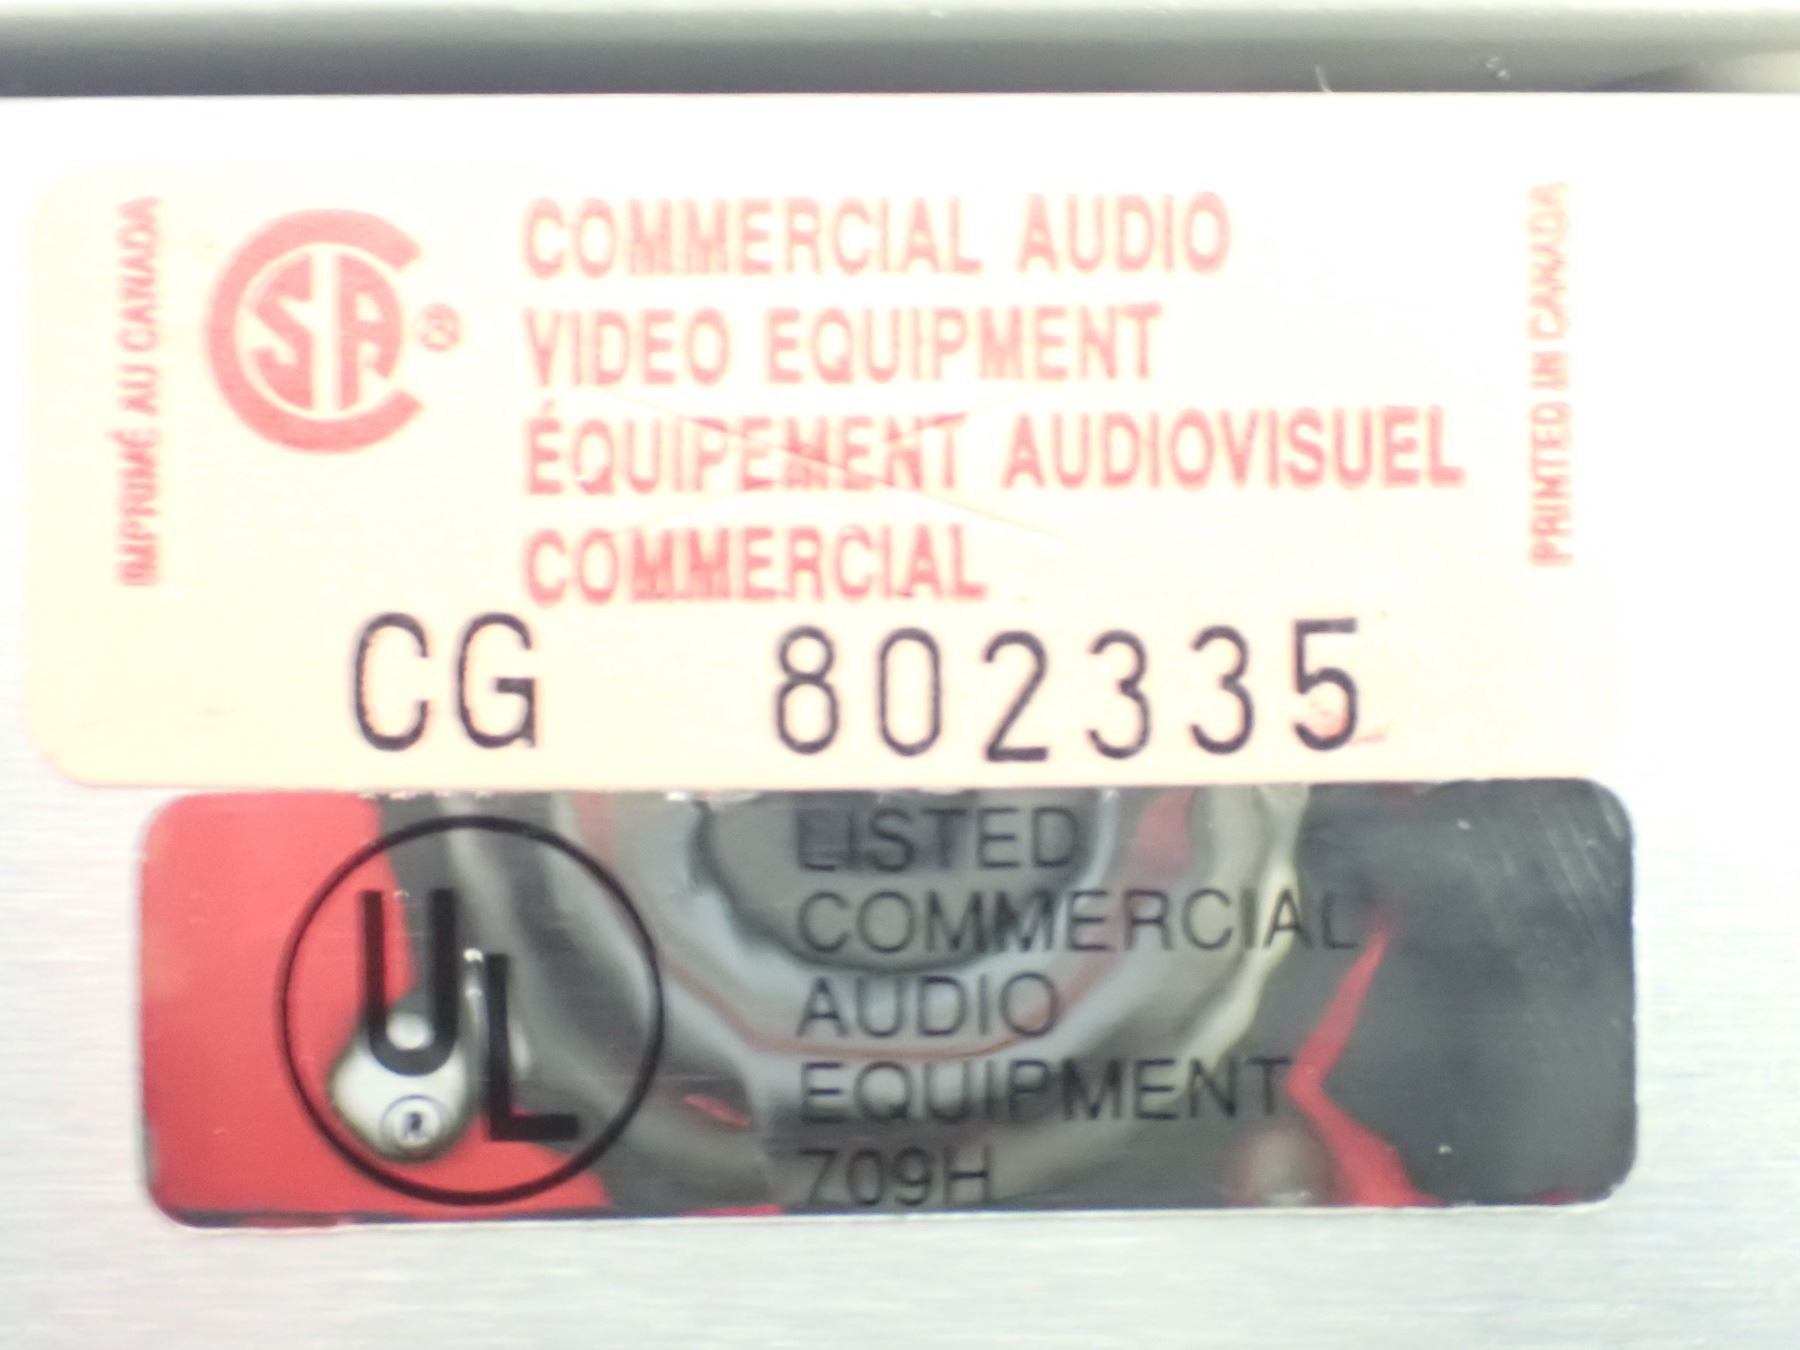 IMPRIMÉ AU CANADA
CSA ®
COMMERCIAL AUDIO
VIDEO EQUIPMENT
ÉQUIPEMENT AUDIOVISUEL
COMMERCIAL
PRINTED IN CANADA
CG 802335
UL ®
LISTED
COMMERCIAL
AUDIO
EQUIPMENT
709H